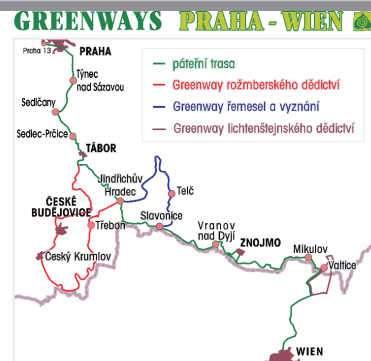 GREENWAYS PRAHA - WIEN
Praha 13
PRAHA
páteřní trasa
Greenway rožmberského dědictví
Greenway řemesel a vyznání
Greenway lichtenštejnského dědictví
Týnec
nad Sázavou
Sedlčany
Sedlec-Prčice
TÁBOR
Jindřichův
Hradec
Telč
ČESKÉ
BUDĚJOVICE
Třeboň
Slavonice
Vranov
nad Dyjí
ZNOJMO
Mikulov
Valtice
Český Krumlov
WIEN